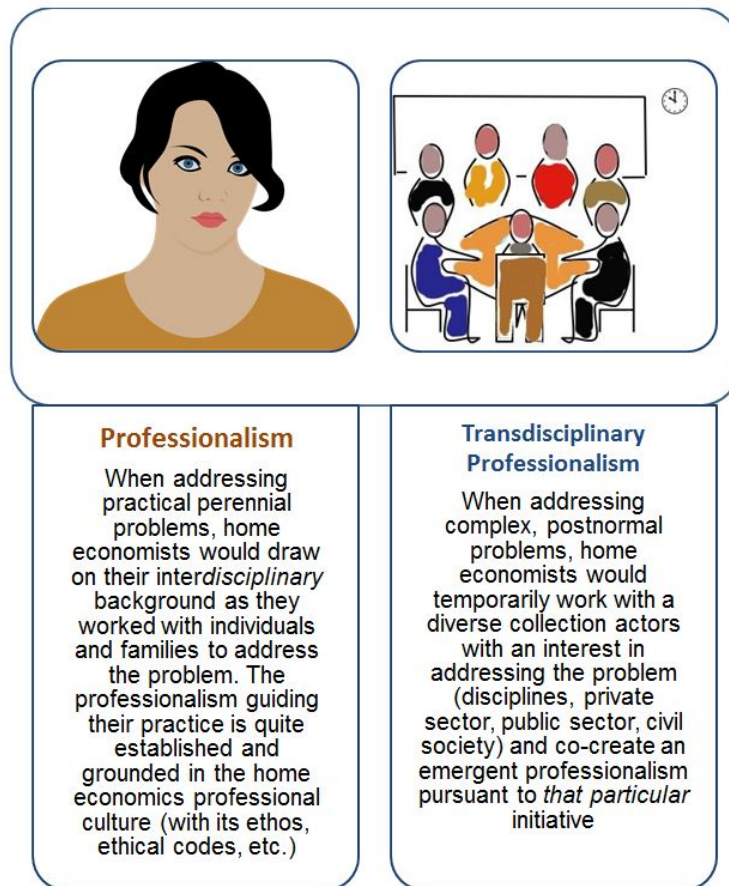 Professionalism
When addressing
practical perennial
problems, home
economists would draw
on their interdisciplinary
background as they
worked with individuals
and families to address
the problem. The
professionalism guiding
their practice is quite
established and
grounded in the home
economics professional
culture (with its ethos,
ethical codes, etc.)
Transdisciplinary
Professionalism
When addressing
complex, postnormal
problems, home
economists would
temporarily work with a
diverse collection actors
with an interest in
addressing the problem
(disciplines, private
sector, public sector, civil
society) and co-create an
emergent professionalism
pursuant to that particular
initiative